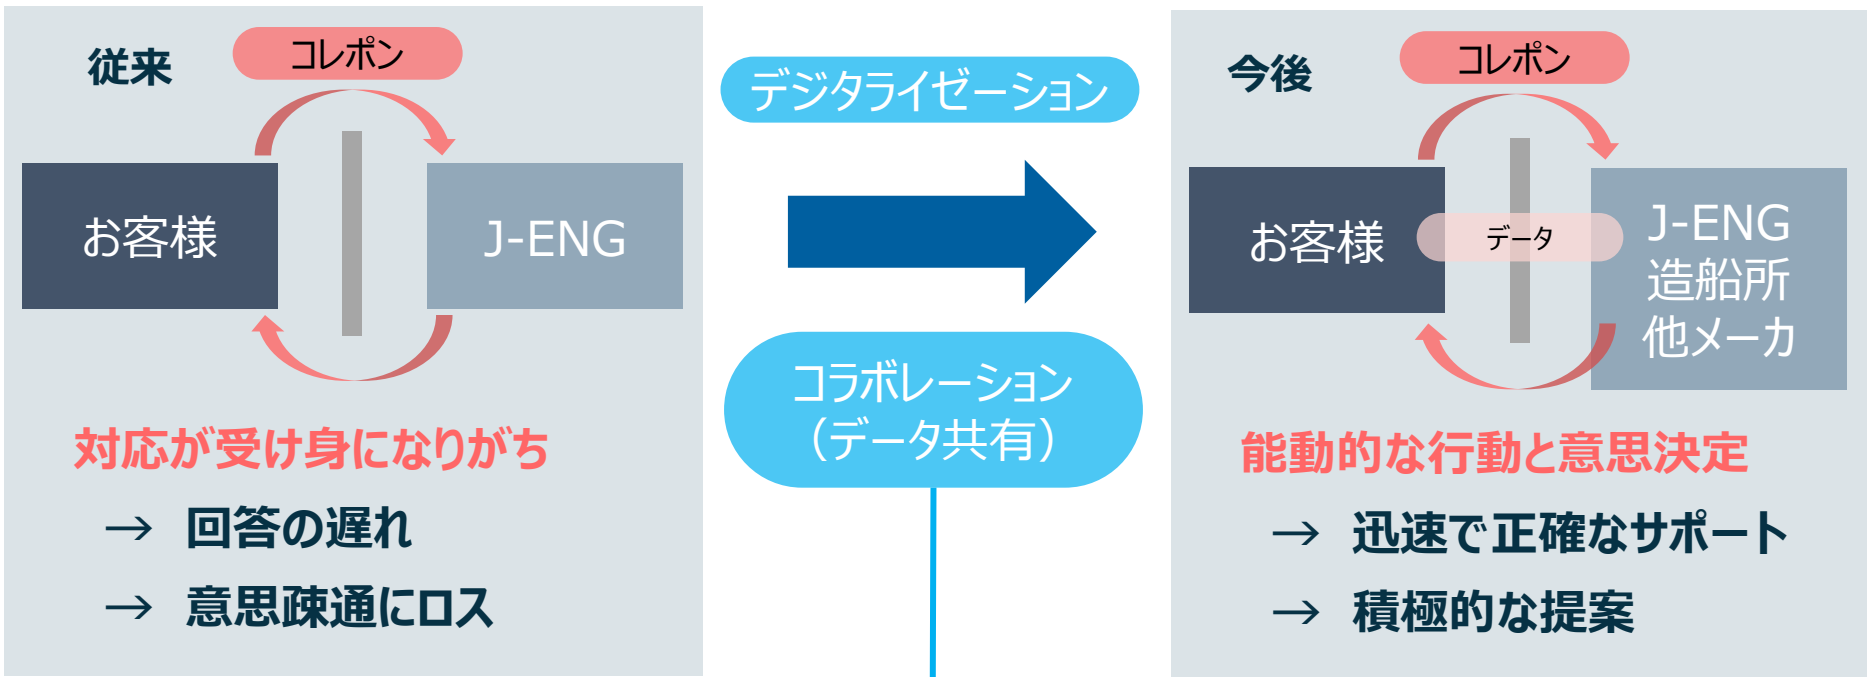 従来
コレポン
お客様
J-ENG
対応が受け身になりがち
→ 回答の遅れ
→ 意思疎通にロス
デジタライゼーション
コラボレーション
（データ共有）
今後
コレポン
お客様
データ
J-ENG
造船所
他メーカ
能動的な行動と意思決定
→ 迅速で正確なサポート
→ 積極的な提案